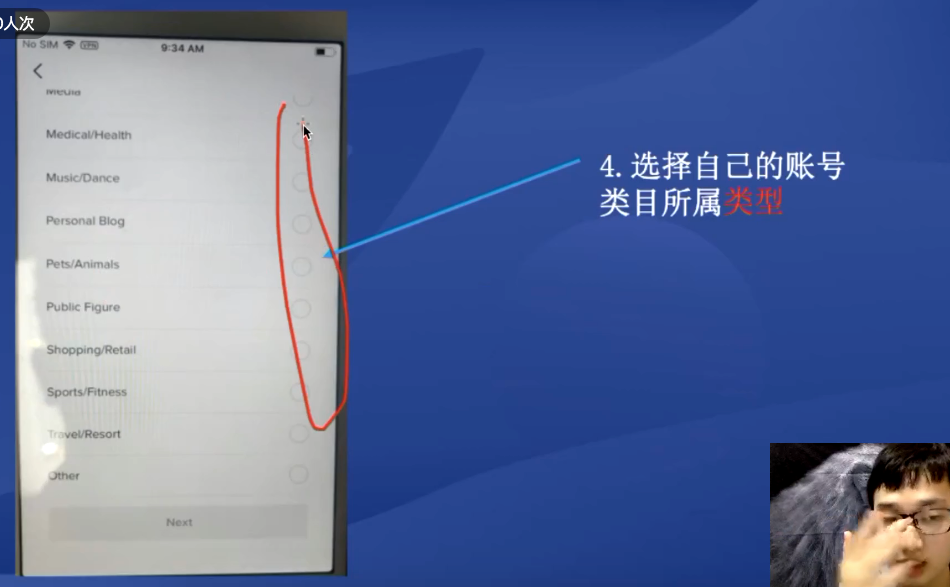 0人次
No SIM
9:34 AM
Media
Medical/Health
Music/Dance
Personal Blog
Pets/Animals
Public Figure
Shopping/Retail
Sports/Fitness
Travel/Resort
Other
Next
4.选择自己的账号
类目所属类型